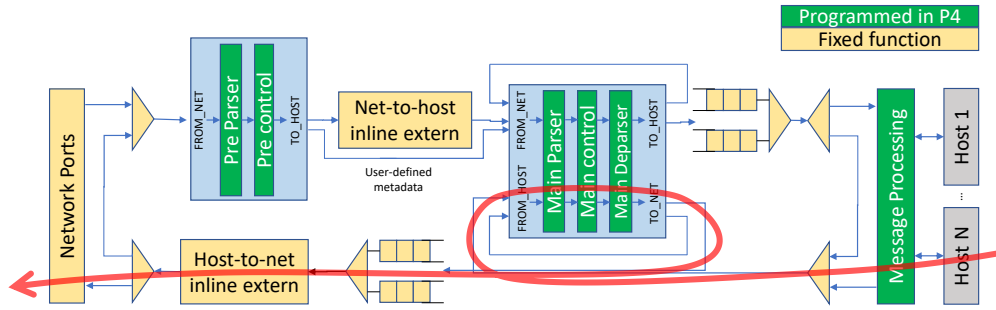 Programmed in P4
Fixed function
Network Ports
FROM_NET
Pre Parser
Pre control
TO_HOST
Net-to-host
inline extern
User-defined
metadata
FROM_NET
FROM_HOST
Main Parser
Main control
Main Deparser
TO_HOST
TO_NET
Message Processing
Host 1
...
Host N
Host-to-net
inline extern